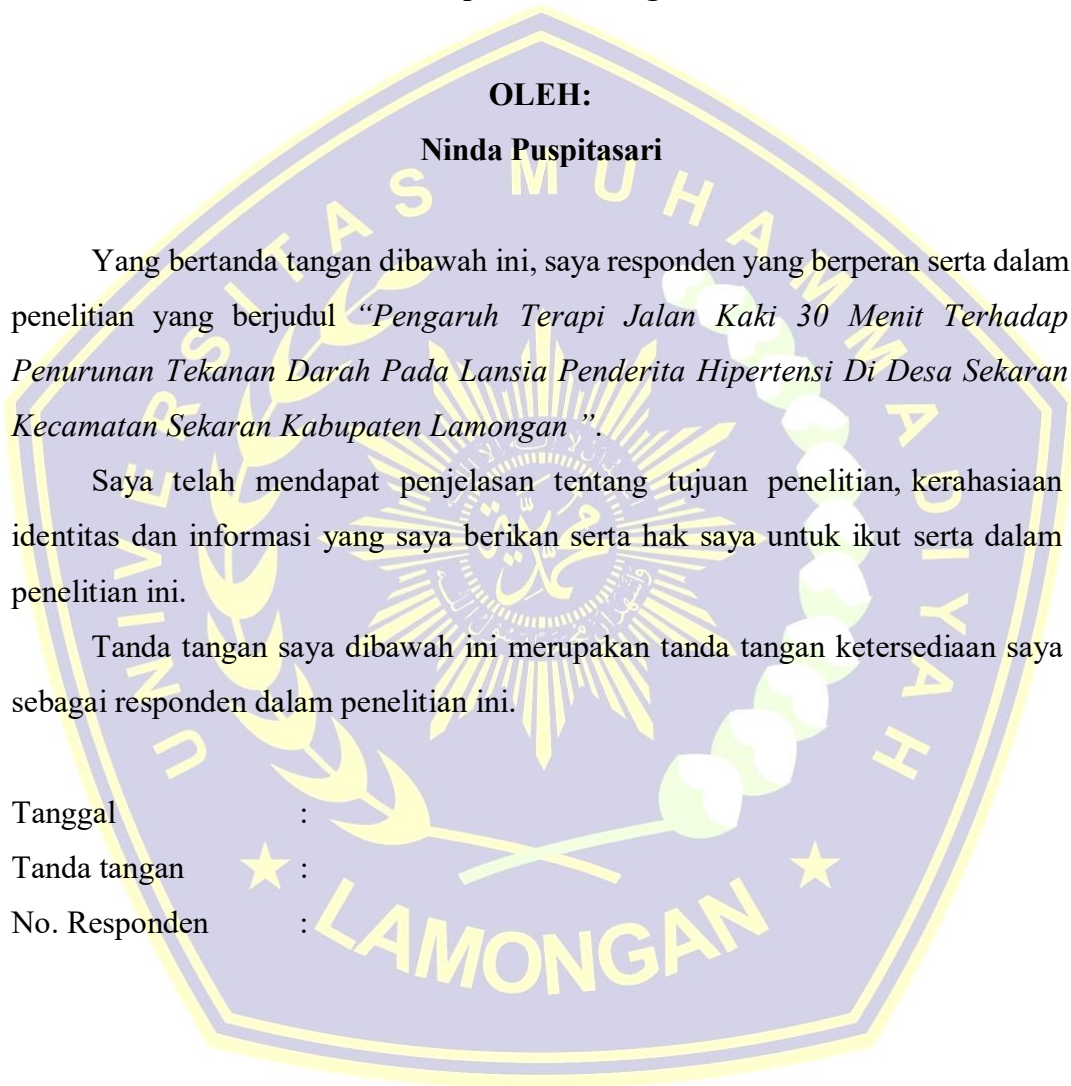 OLEH:
Ninda Puspitasari
Yang bertanda tangan dibawah ini, saya responden yang berperan serta dalam
penelitian yang berjudul “Pengaruh Terapi Jalan Kaki 30 Menit Terhadap
Penurunan Tekanan Darah Pada Lansia Penderita Hipertensi Di Desa Sekaran
Kecamatan Sekaran Kabupaten Lamongan ”.
Saya telah mendapat penjelasan tentang tujuan penelitian, kerahasiaan
identitas dan informasi yang saya berikan serta hak saya untuk ikut serta dalam
penelitian ini.
Tanda tangan saya dibawah ini merupakan tanda tangan ketersediaan saya
sebagai responden dalam penelitian ini.
Tanggal :
Tanda tangan :
No. Responden :
UNIVERSITAS MUHAMMADIYAH
LAMONGAN